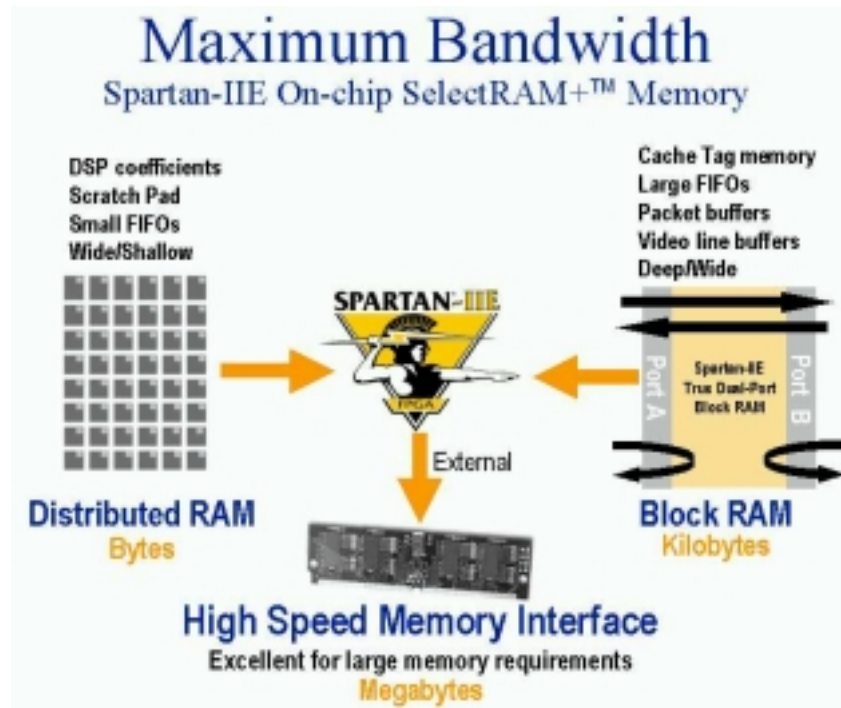 Maximum Bandwidth
Spartan-IIE On-chip SelectRAM+™ Memory
DSP coefficients
Scratch Pad
Small FIFOs
Wide/Shallow
Cache Tag memory
Large FIFOs
Packet buffers
Video line buffers
Deep/Wide
SPARTAN-IIE
FPGA
Port A
Spartan-IIE
True Dual-Port
Block RAM
Port B
External
Distributed RAM
Bytes
Block RAM
Kilobytes
High Speed Memory Interface
Excellent for large memory requirements
Megabytes